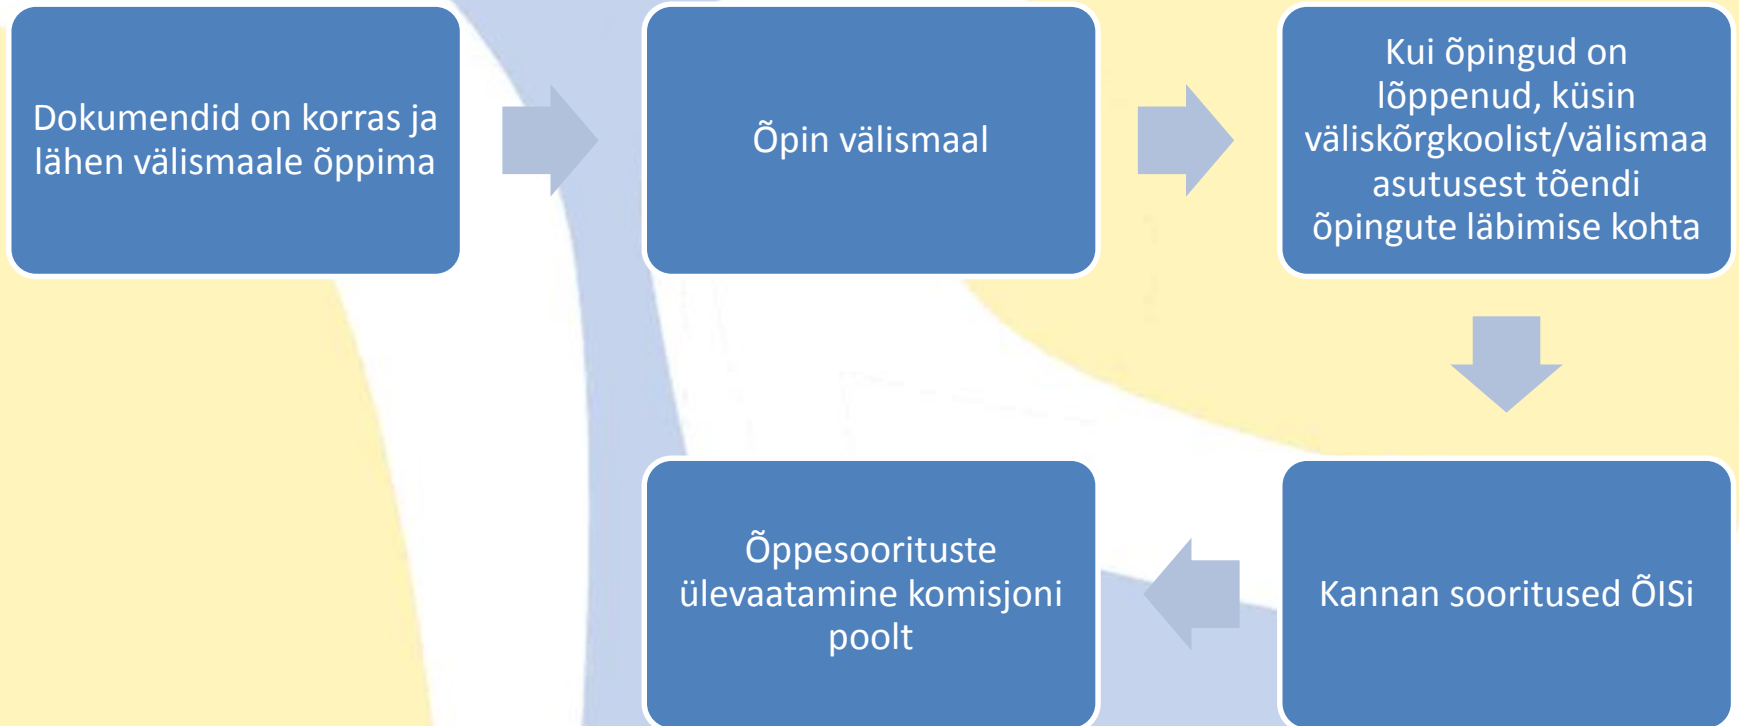 Dokumendid on korras ja
lähen välismaale õppima
Õpin välismaal
Kui õpingud on
lõppenud, küsin
väliskõrgkoolist/välismaa
asutusest tõendi
õpingute läbimise kohta
Kannan sooritused ÕISi
Õppesoorituste
ülevaatamine komisjoni
poolt